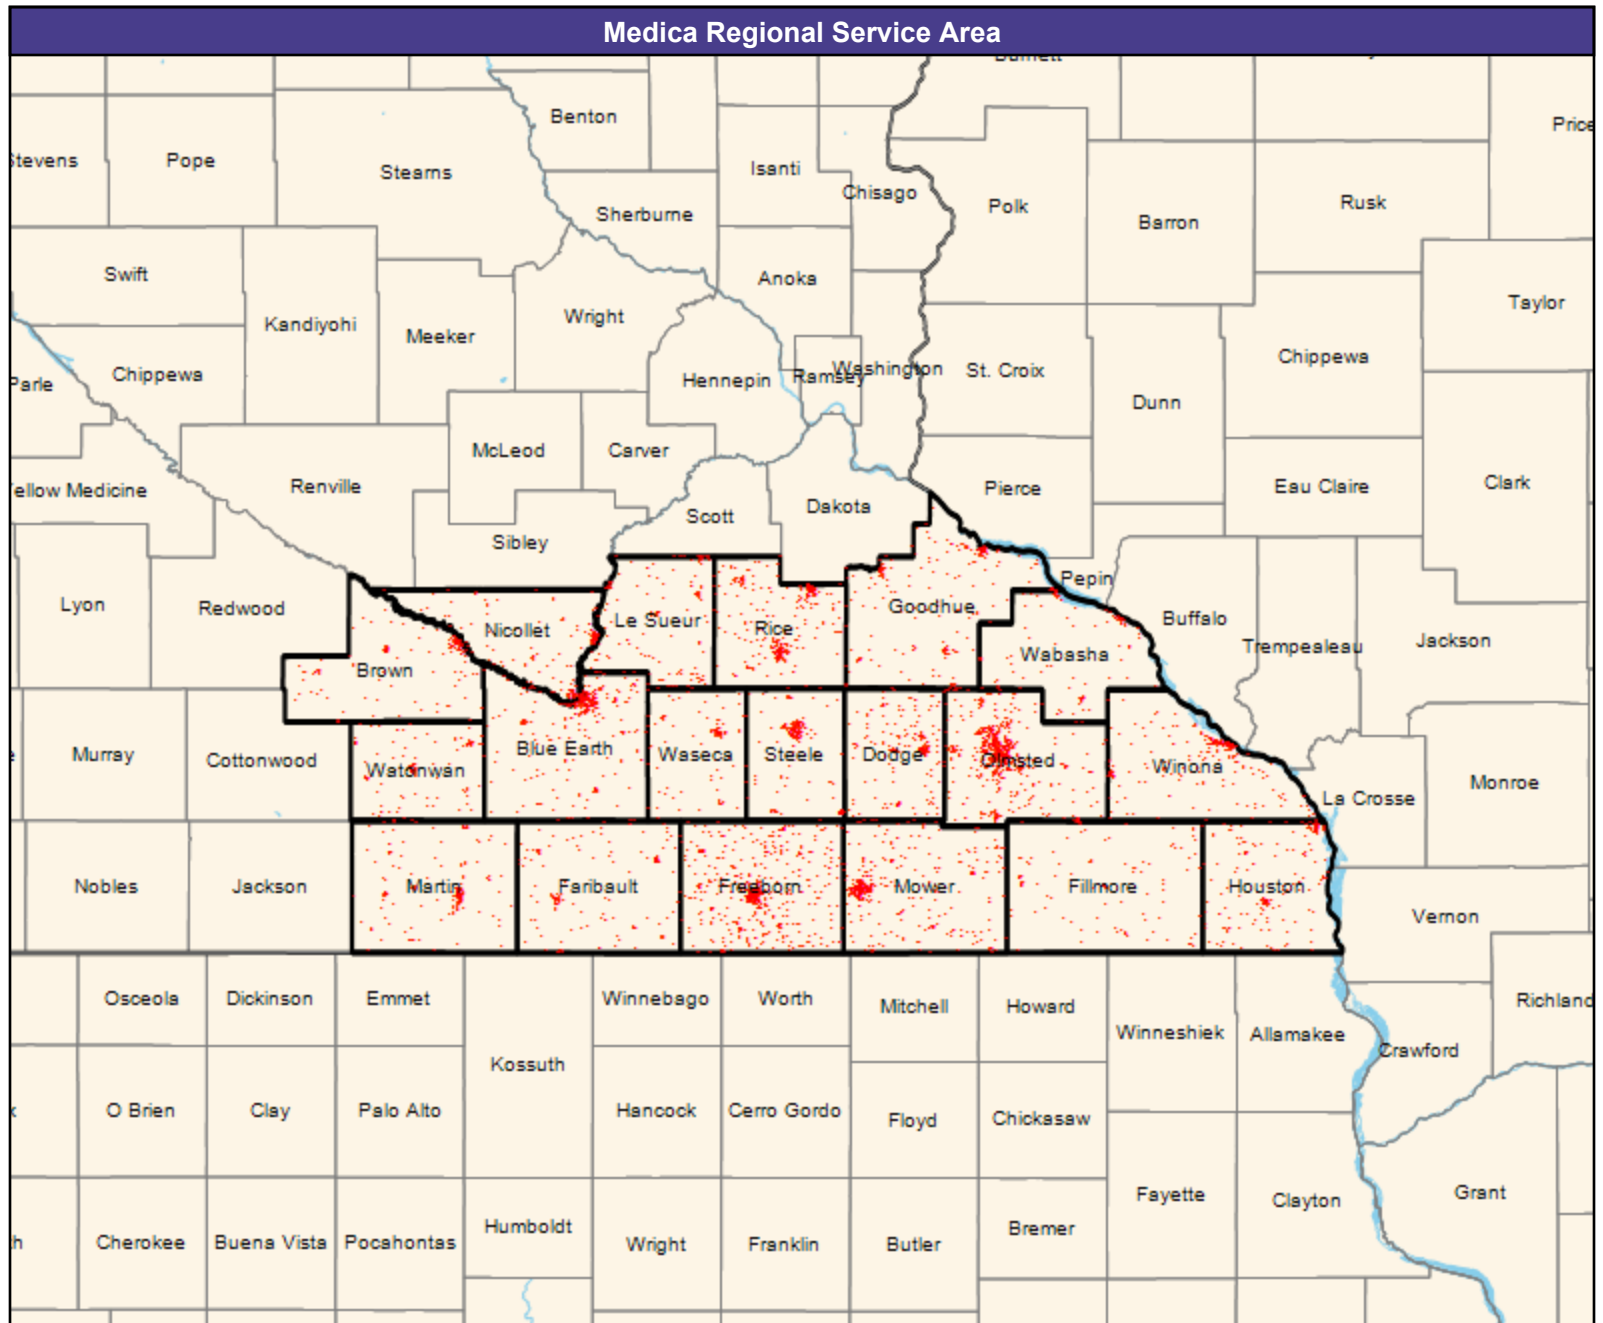 Medica Regional Service Area
Benton
Price
Stevens
Pope
Stearns
Isanti
Chisago
Polk
Barron
Rusk
Sherburne
Swift
Anoka
Taylor
Kandiyohi
Meeker
Wright
Chippewa
Parle
Hennepin
Ramsey
Washington
St. Croix
Chippewa
Dunn
McLeod
Carver
Renville
ellow Medicine
Scott
Dakota
Pierce
Eau Claire
Clark
Sibley
Lyon
Redwood
Nicollet
Le Sueur
Rice
Goodhue
Pepin
Buffalo
Trempealeau
Jackson
Brown
Wabasha
Murray
Cottonwood
Watonwan
Blue Earth
Waseca
Steele
Dodge
Olmsted
Winona
La Crosse
Monroe
Nobles
Jackson
Martin
Faribault
Freeborn
Mower
Fillmore
Houston
Vernon
Osceola
Dickinson
Emmet
Winnebago
Worth
Mitchell
Howard
Richland
Winneshiek
Allamakee
Crawford
Kossuth
O Brien
Clay
Palo Alto
Hancock
Cerro Gordo
Floyd
Chickasaw
Fayette
Clayton
Grant
Humboldt
Bremer
Cherokee
Buena Vista
Pocahontas
Wright
Franklin
Butler